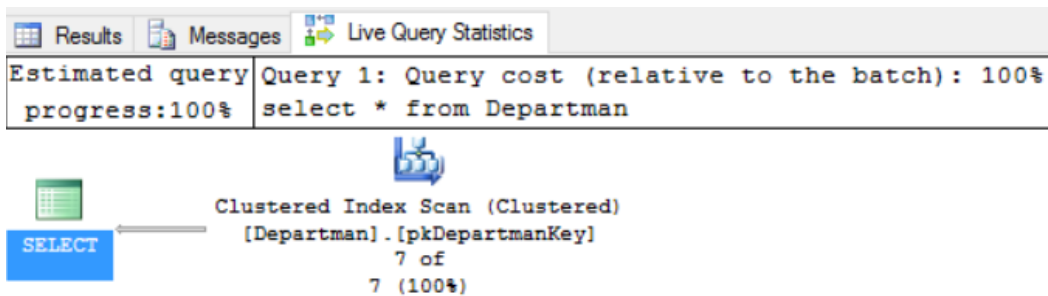 Results Messages Live Query Statistics
Estimated query Query 1: Query cost (relative to the batch): 100%
progress:100% select * from Departman
Clustered Index Scan (Clustered)
SELECT [Departman].[pkDepartmanKey]
7 of
7 (100%)